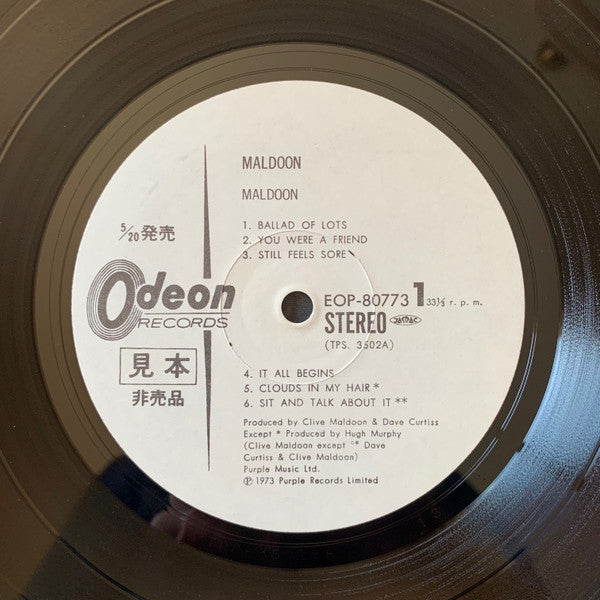 MALDOON
MALDOON
5/20 発売
1. BALLAD OF LOTS
2. YOU WERE A FRIEND
3. STILL FEELS SORE
Odeon
RECORDS
EOP-80773 1 33⅓ r. p. m.
STEREO
(TPS. 3502A)
見本
非売品
4. IT ALL BEGINS
5. CLOUDS IN MY HAIR*
6. SIT AND TALK ABOUT IT**
Produced by Clive Maldoon & Dave Curtiss
Except * Produced by Hugh Murphy
(Clive Maldoon except ** Dave
Curtiss & Clive Maldoon)
Purple Music Ltd.
Ⓟ 1973 Purple Records Limited